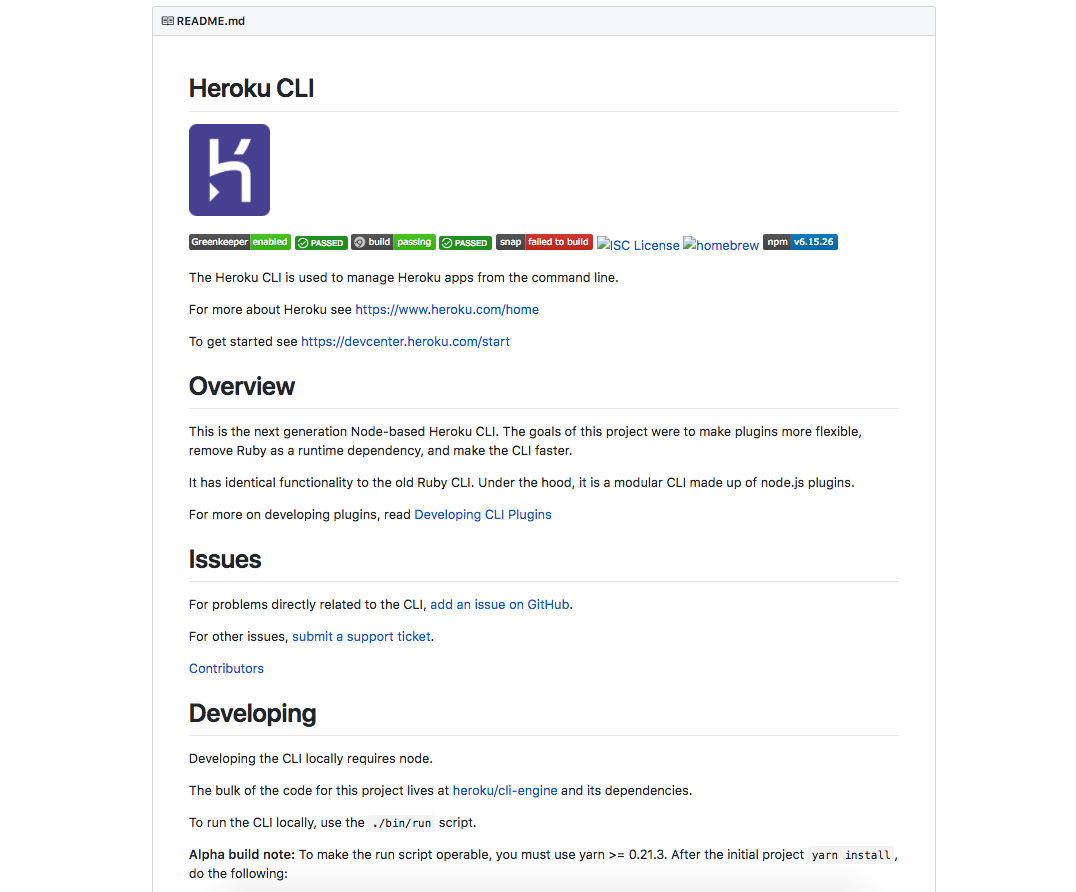 README.md
Heroku CLI
Greenkeeper enabled PASSED build passing PASSED snap failed to build ISC License homebrew npm v6.15.26
The Heroku CLI is used to manage Heroku apps from the command line.
For more about Heroku see https://www.heroku.com/home
To get started see https://devcenter.heroku.com/start
Overview
This is the next generation Node-based Heroku CLI. The goals of this project were to make plugins more flexible,
remove Ruby as a runtime dependency, and make the CLI faster.
It has identical functionality to the old Ruby CLI. Under the hood, it is a modular CLI made up of node.js plugins.
For more on developing plugins, read Developing CLI Plugins
Issues
For problems directly related to the CLI, add an issue on GitHub.
For other issues, submit a support ticket.
Contributors
Developing
Developing the CLI locally requires node.
The bulk of the code for this project lives at heroku/cli-engine and its dependencies.
To run the CLI locally, use the ./bin/run script.
Alpha build note: To make the run script operable, you must use yarn >= 0.21.3. After the initial project yarn install,
do the following: